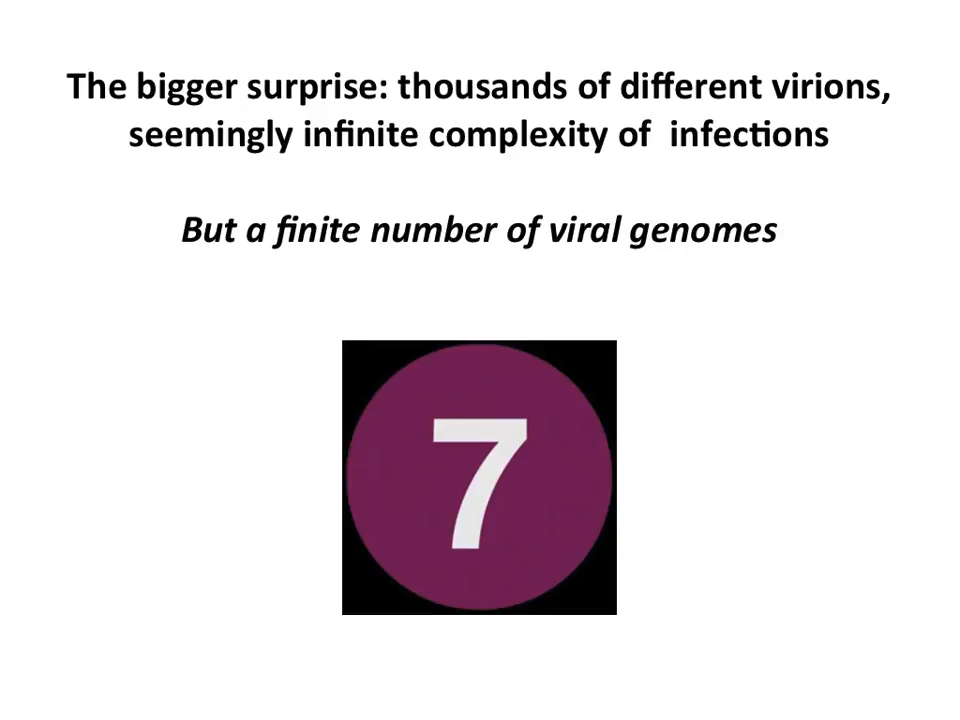 The bigger surprise: thousands of different virions,
seemingly infinite complexity of  infections
But a finite number of viral genomes
7